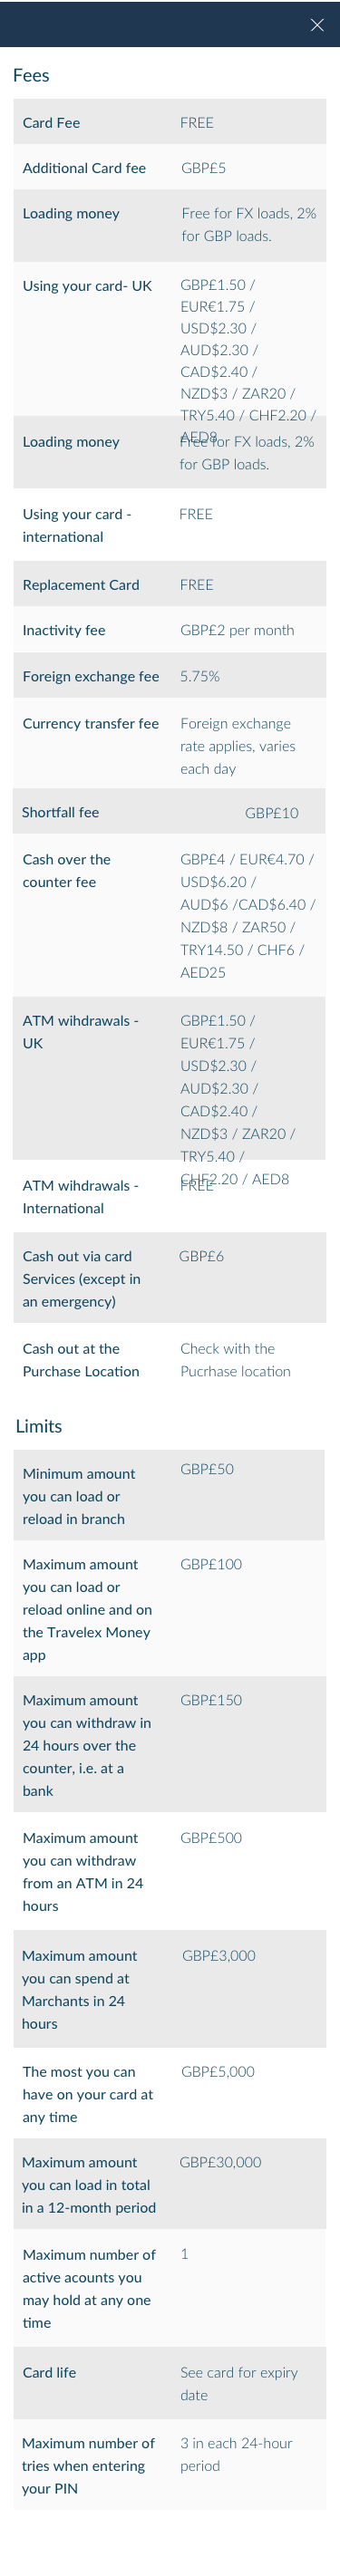 Fees
Card Fee FREE
Additional Card fee GBP£5
Loading money Free for FX loads, 2%
for GBP loads.
Using your card- UK GBP£1.50 /
EUR€1.75 /
USD$2.30 /
AUD$2.30 /
CAD$2.40 /
NZD$3 / ZAR20 /
TRY5.40 / CHF2.20 /
AED8
Loading money Free for FX loads, 2%
for GBP loads.
Using your card - FREE
international
Replacement Card FREE
Inactivity fee GBP£2 per month
Foreign exchange fee 5.75%
Currency transfer fee Foreign exchange
rate applies, varies
each day
Shortfall fee GBP£10
Cash over the GBP£4 / EUR€4.70 /
counter fee USD$6.20 /
AUD$6 /CAD$6.40 /
NZD$8 / ZAR50 /
TRY14.50 / CHF6 /
AED25
ATM wihdrawals - GBP£1.50 /
UK EUR€1.75 /
USD$2.30 /
AUD$2.30 /
CAD$2.40 /
NZD$3 / ZAR20 /
TRY5.40 /
CHF2.20 / AED8
ATM wihdrawals - FREE
International
Cash out via card GBP£6
Services (except in
an emergency)
Cash out at the Check with the
Purchase Location Pucrhase location
Limits
Minimum amount GBP£50
you can load or
reload in branch
Maximum amount GBP£100
you can load or
reload online and on
the Travelex Money
app
Maximum amount GBP£150
you can withdraw in
24 hours over the
counter, i.e. at a
bank
Maximum amount GBP£500
you can withdraw
from an ATM in 24
hours
Maximum amount GBP£3,000
you can spend at
Marchants in 24
hours
The most you can GBP£5,000
have on your card at
any time
Maximum amount GBP£30,000
you can load in total
in a 12-month period
Maximum number of 1
active acounts you
may hold at any one
time
Card life See card for expiry
date
Maximum number of 3 in each 24-hour
tries when entering period
your PIN